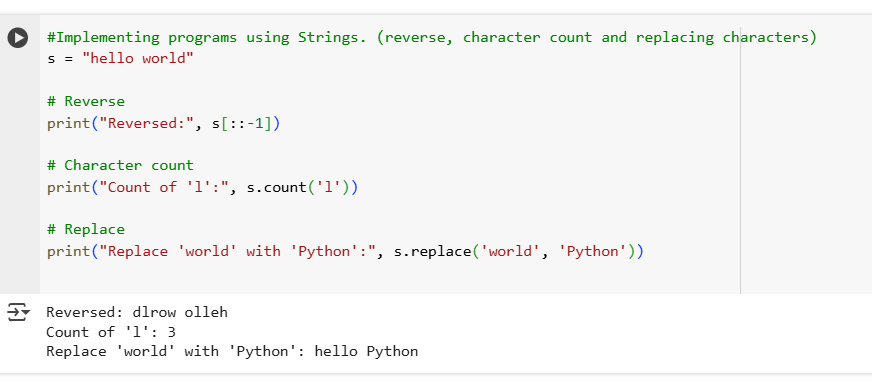 #Implementing programs using Strings. (reverse, character count and replacing characters)
s = "hello world"
# Reverse
print("Reversed:", s[::-1])
# Character count
print("Count of 'l':", s.count('l'))
# Replace
print("Replace 'world' with 'Python':", s.replace('world', 'Python'))
Reversed: dlrow olleh
Count of 'l': 3
Replace 'world' with 'Python': hello Python